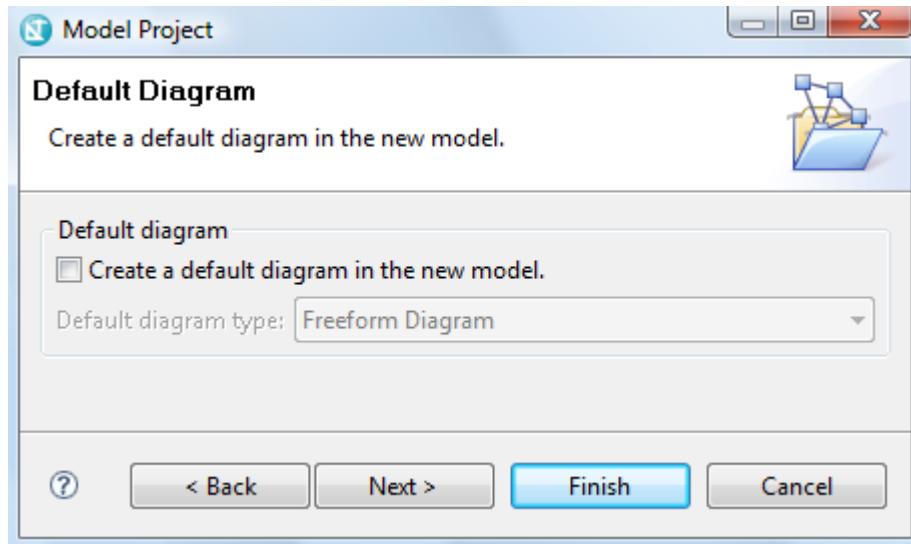 Model Project
Default Diagram
Create a default diagram in the new model.
Default diagram
Create a default diagram in the new model.
Default diagram type: Freeform Diagram
< Back Next > Finish Cancel